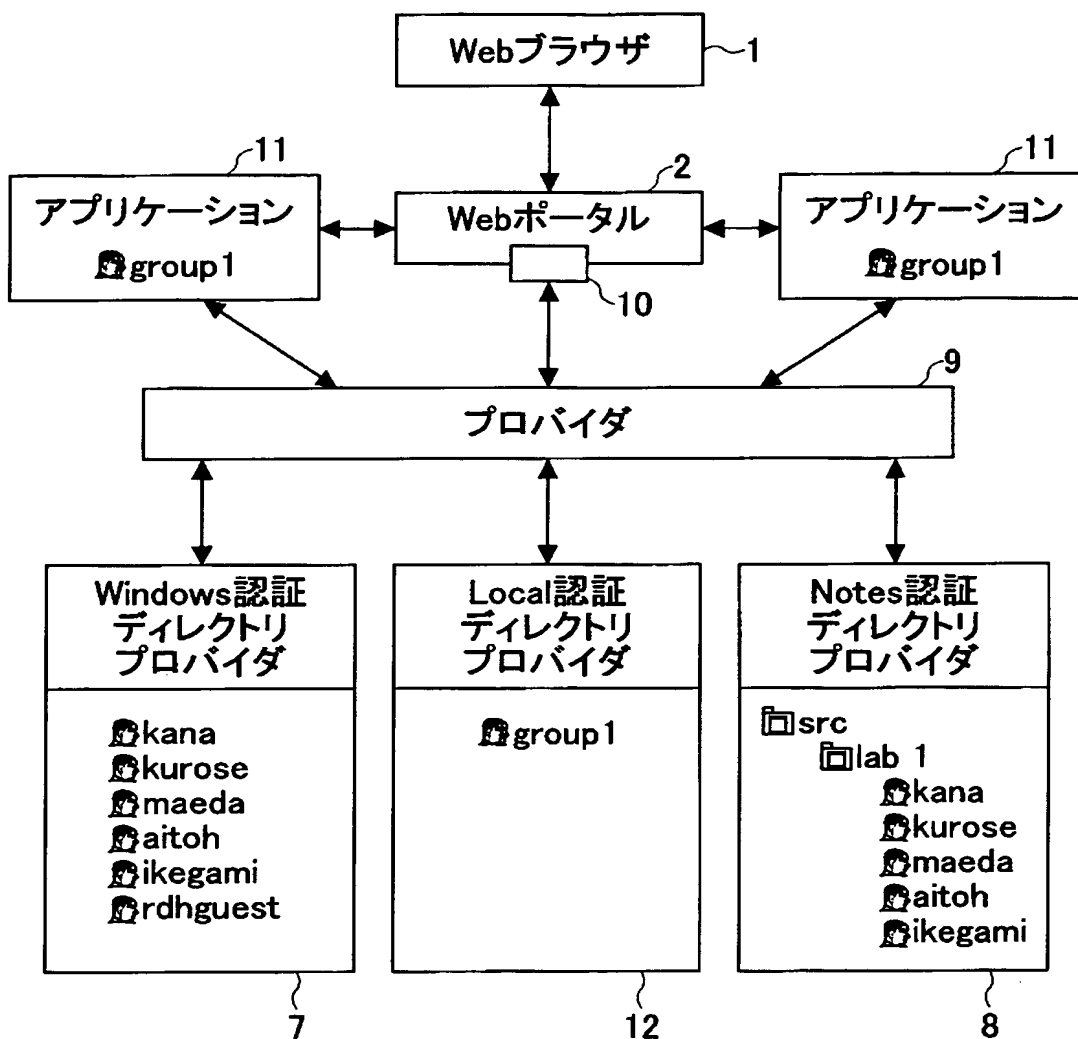 Webブラウザ
1
11
2
11
アプリケーション
group1
Webポータル
アプリケーション
group1
10
9
プロバイダ
Windows認証
ディレクトリ
プロバイダ
kana
kurose
maeda
aitoh
ikegami
rdhguest
Local認証
ディレクトリ
プロバイダ
group1
Notes認証
ディレクトリ
プロバイダ
src
lab 1
kana
kurose
maeda
aitoh
ikegami
7
12
8